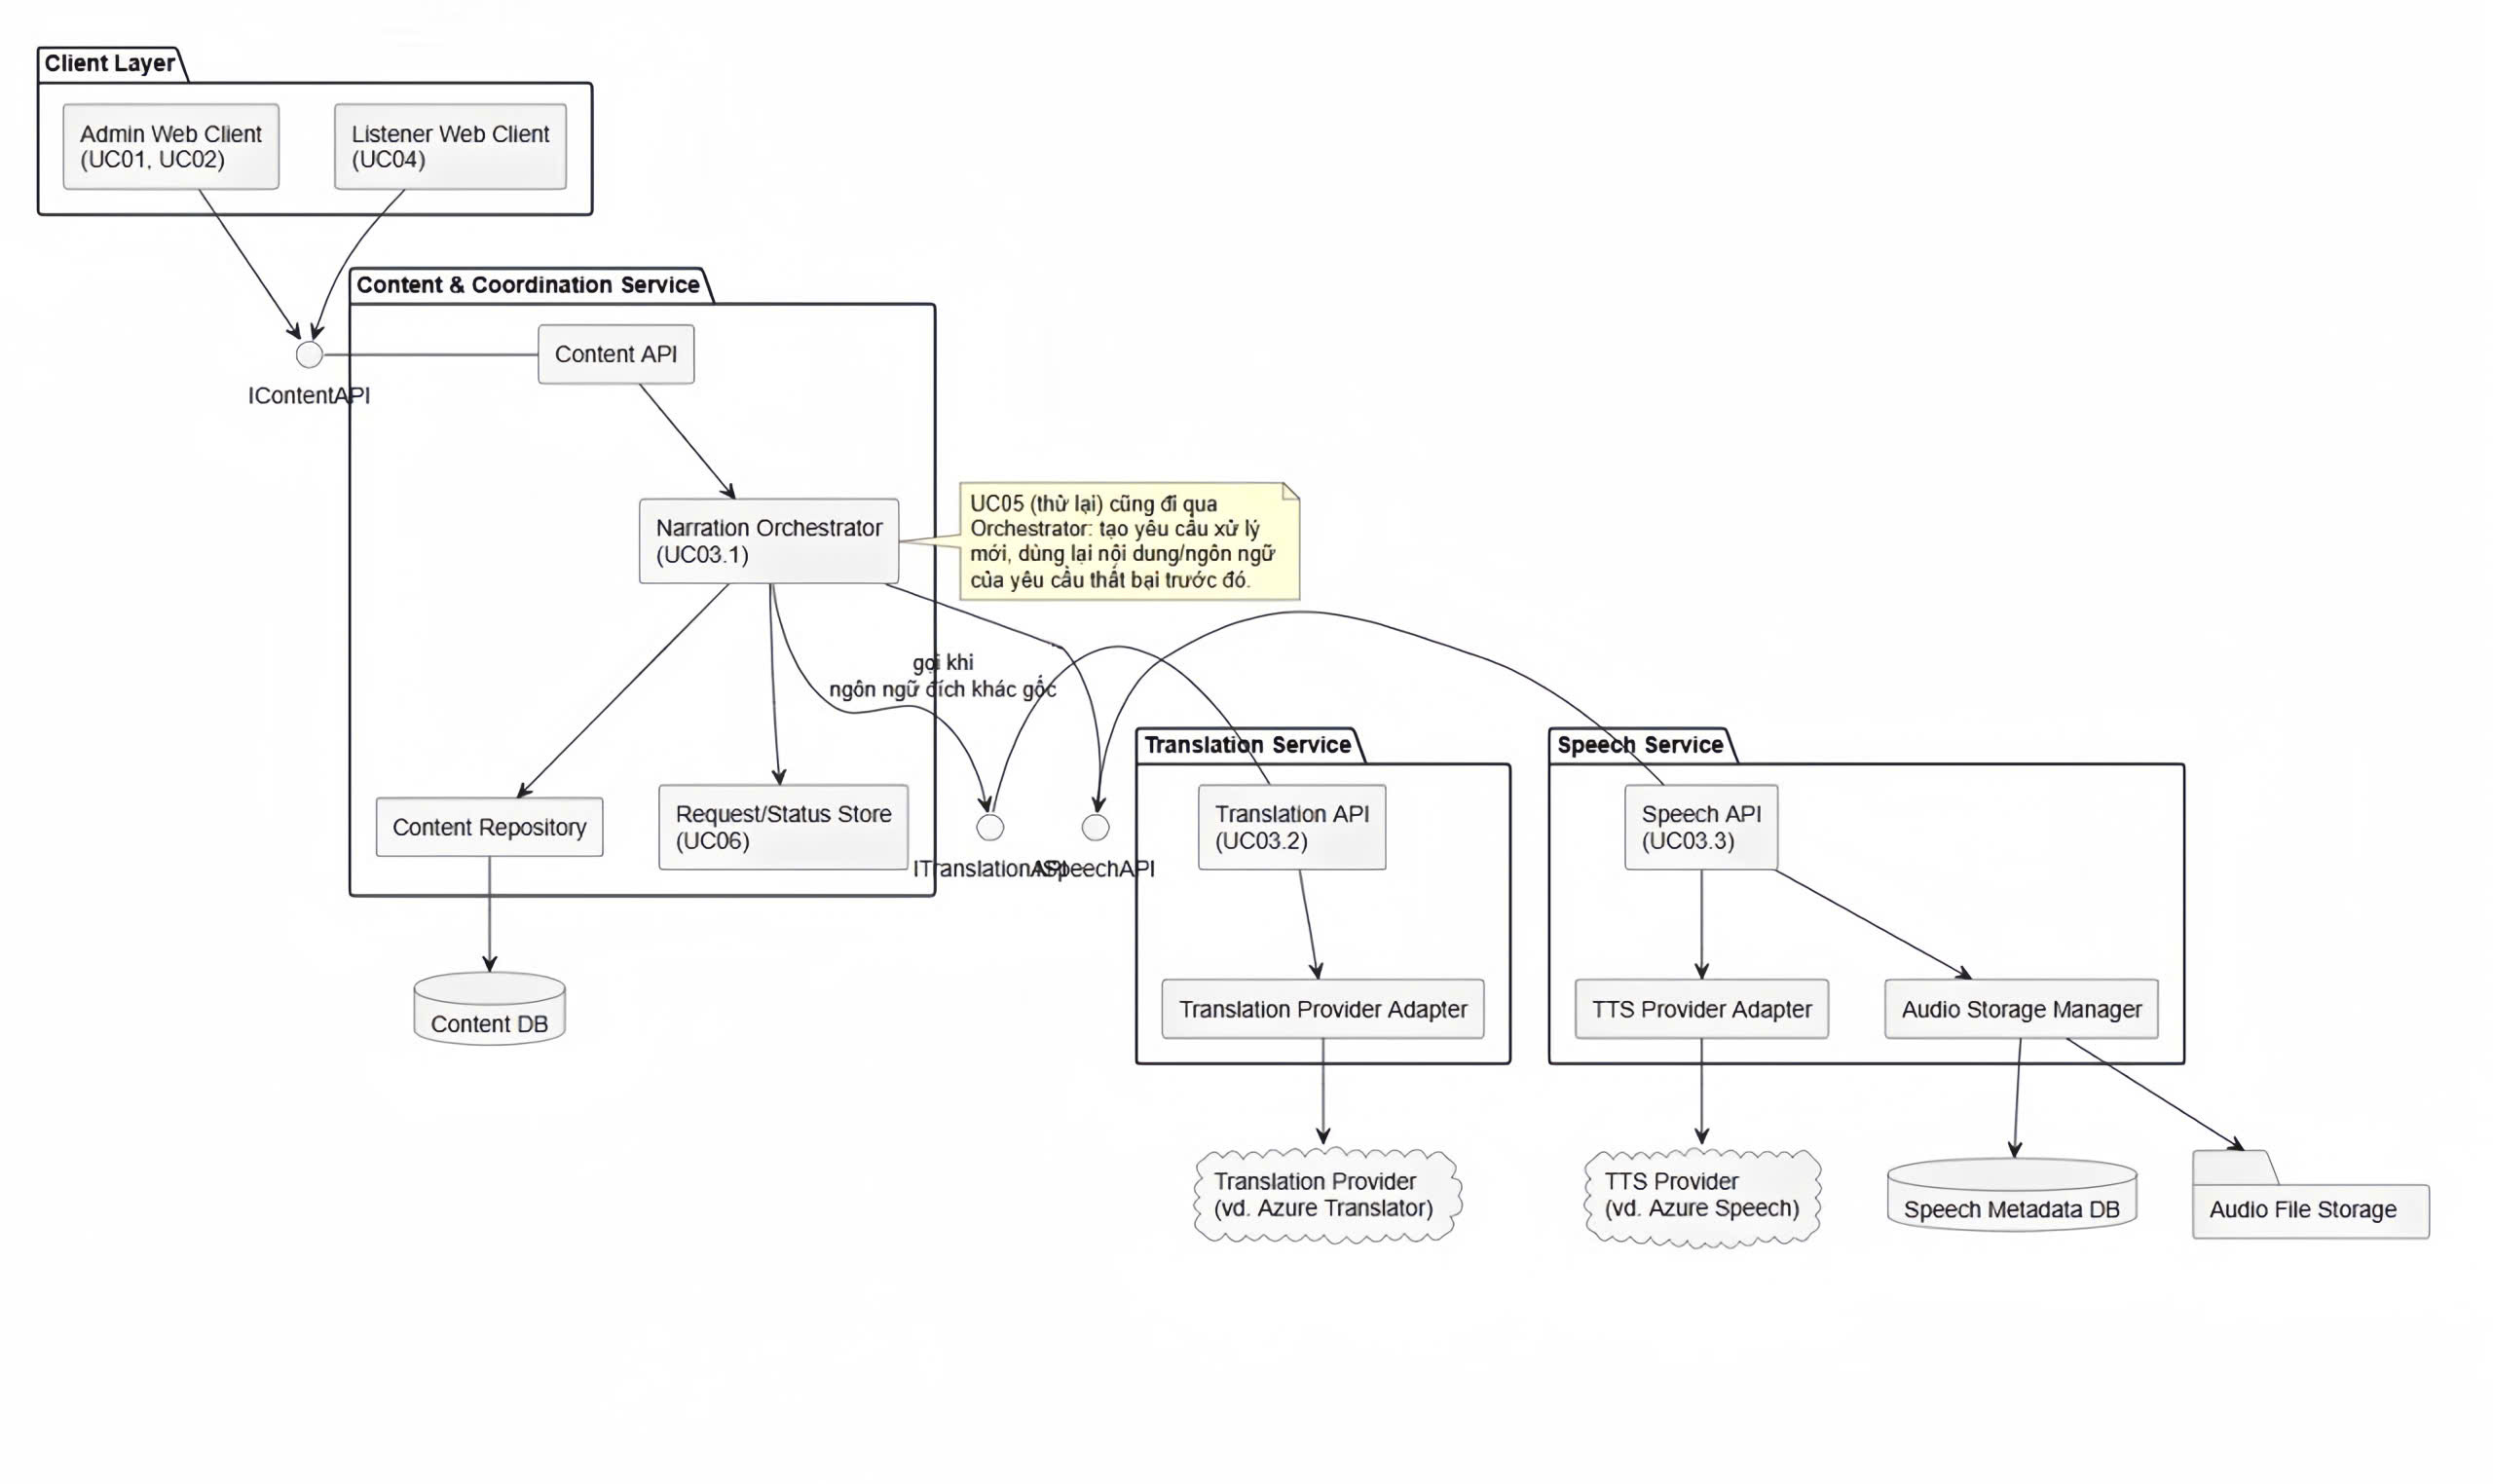 Client Layer
Admin Web Client
(UC01, UC02)
Listener Web Client
(UC04)
Content & Coordination Service
Content API
IContentAPI
Narration Orchestrator
(UC03.1)
UC05 (thử lại) cũng đi qua
Orchestrator: tạo yêu cầu xử lý
mới, dùng lại nội dung/ngôn ngữ
của yêu cầu thất bại trước đó.
gọi khi
ngôn ngữ đích khác gốc
Content Repository
Request/Status Store
(UC06)
ITranslationAPI
ISpeechAPI
Content DB
Translation Service
Translation API
(UC03.2)
Translation Provider Adapter
Translation Provider
(vd. Azure Translator)
Speech Service
Speech API
(UC03.3)
TTS Provider Adapter
Audio Storage Manager
TTS Provider
(vd. Azure Speech)
Speech Metadata DB
Audio File Storage